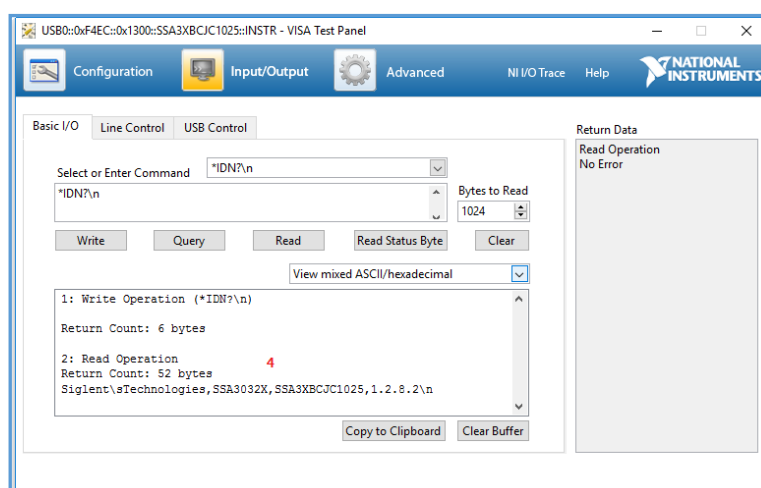 USB0::0xF4EC::0x1300::SSA3XBCJC1025::INSTR - VISA Test Panel
Configuration
Input/Output
Advanced
NI I/O Trace
Help
NATIONAL
INSTRUMENTS
Basic I/O
Line Control
USB Control
Return Data
Read Operation
No Error
Select or Enter Command
*IDN?\n
*IDN?\n
Bytes to Read
1024
Write
Query
Read
Read Status Byte
Clear
View mixed ASCII/hexadecimal
1: Write Operation (*IDN?\n)
Return Count: 6 bytes
2: Read Operation
4
Return Count: 52 bytes
Siglent\sTechnologies,SSA3032X,SSA3XBCJC1025,1.2.8.2\n
Copy to Clipboard
Clear Buffer